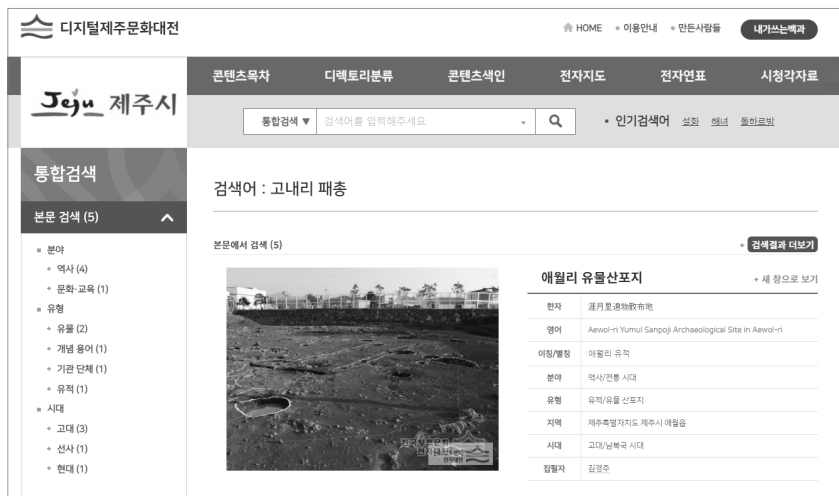 디지털제주문화대전
HOME 이용안내 만든사람들 내가쓰는백과
Jeju 제주시
콘텐츠목차 디렉토리분류 콘텐츠색인 전자지도 전자연표 시청각자료
통합검색 ▼ 검색어를 입력해주세요 인기검색어 설화 해녀 돌하르방
통합검색
본문 검색 (5)
분야
역사 (4)
문화·교육 (1)
유형
유물 (2)
개념 용어 (1)
기관 단체 (1)
유적 (1)
시대
고대 (3)
선사 (1)
현대 (1)
검색어 : 고내리 패총
본문에서 검색 (5) + 검색결과 더보기
애월리 유물산포지 + 새 창으로 보기
한자 涯月里遺物散布地
영어 Aewol-ri Yumul Sanpoji Archaeological Site in Aewol-ri
이칭/별칭 애월리 유적
분야 역사/전통 시대
유형 유적/유물 산포지
지역 제주특별자치도 제주시 애월읍
시대 고대/남북국 시대
집필자 김경주